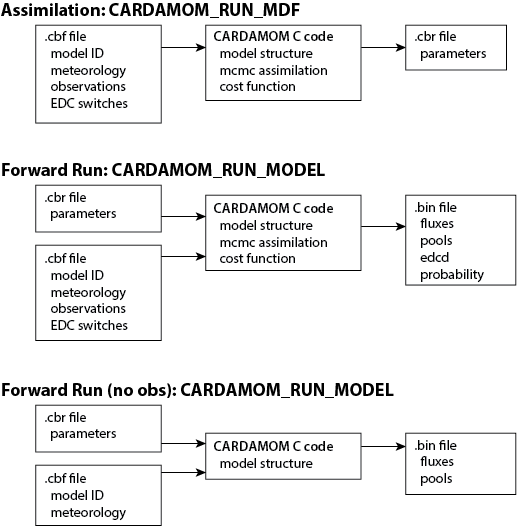 Assimilation: CARDAMOM_RUN_MDF
.cbf file
model ID
meteorology
observations
EDC switches
CARDAMOM C code
model structure
mcmc assimilation
cost function
.cbr file
parameters
Forward Run: CARDAMOM_RUN_MODEL
.cbr file
parameters
.cbf file
model ID
meteorology
observations
EDC switches
CARDAMOM C code
model structure
mcmc assimilation
cost function
.bin file
fluxes
pools
edcd
probability
Forward Run (no obs): CARDAMOM_RUN_MODEL
.cbr file
parameters
.cbf file
model ID
meteorology
CARDAMOM C code
model structure
.bin file
fluxes
pools